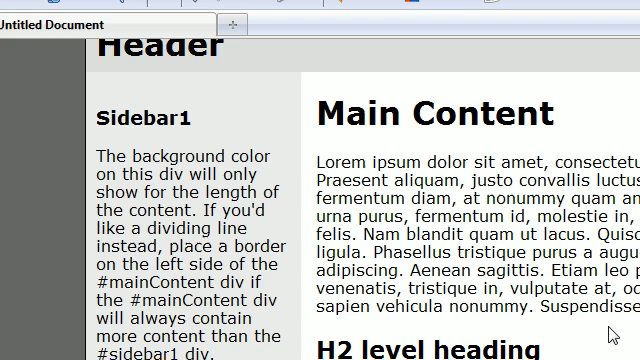 Untitled Document
Header
Sidebar1
The background color
on this div will only
show for the length of
the content. If you'd
like a dividing line
instead, place a border
on the left side of the
#mainContent div if
the #mainContent div
will always contain
more content than the
#sidebar1 div.
Main Content
Lorem ipsum dolor sit amet, consectetu
Praesent aliquam, justo convallis luctus
fermentum diam, at nonummy quam an
urna purus, fermentum id, molestie in,
felis. Nam blandit quam ut lacus. Quisq
ligula. Phasellus tristique purus a augu
adipiscing. Aenean sagittis. Etiam leo p
venenatis, tristique in, vulputate at, od
sapien vehicula nonummy. Suspendisse
H2 level heading